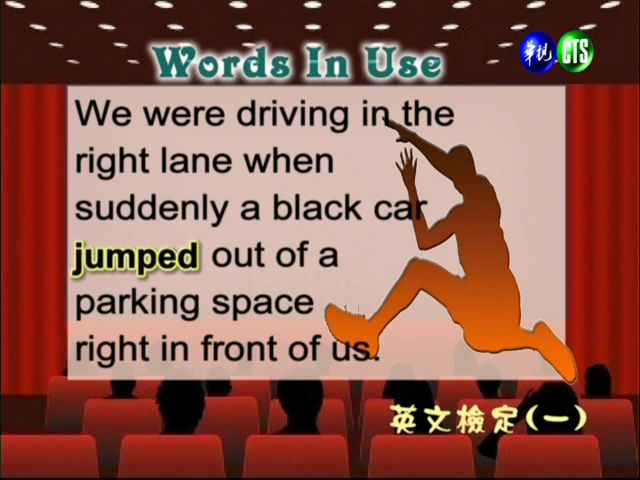 華視
CTS
Words In Use
We were driving in the
right lane when
suddenly a black car
jumped out of a
parking space
right in front of us.
英文檢定(一)